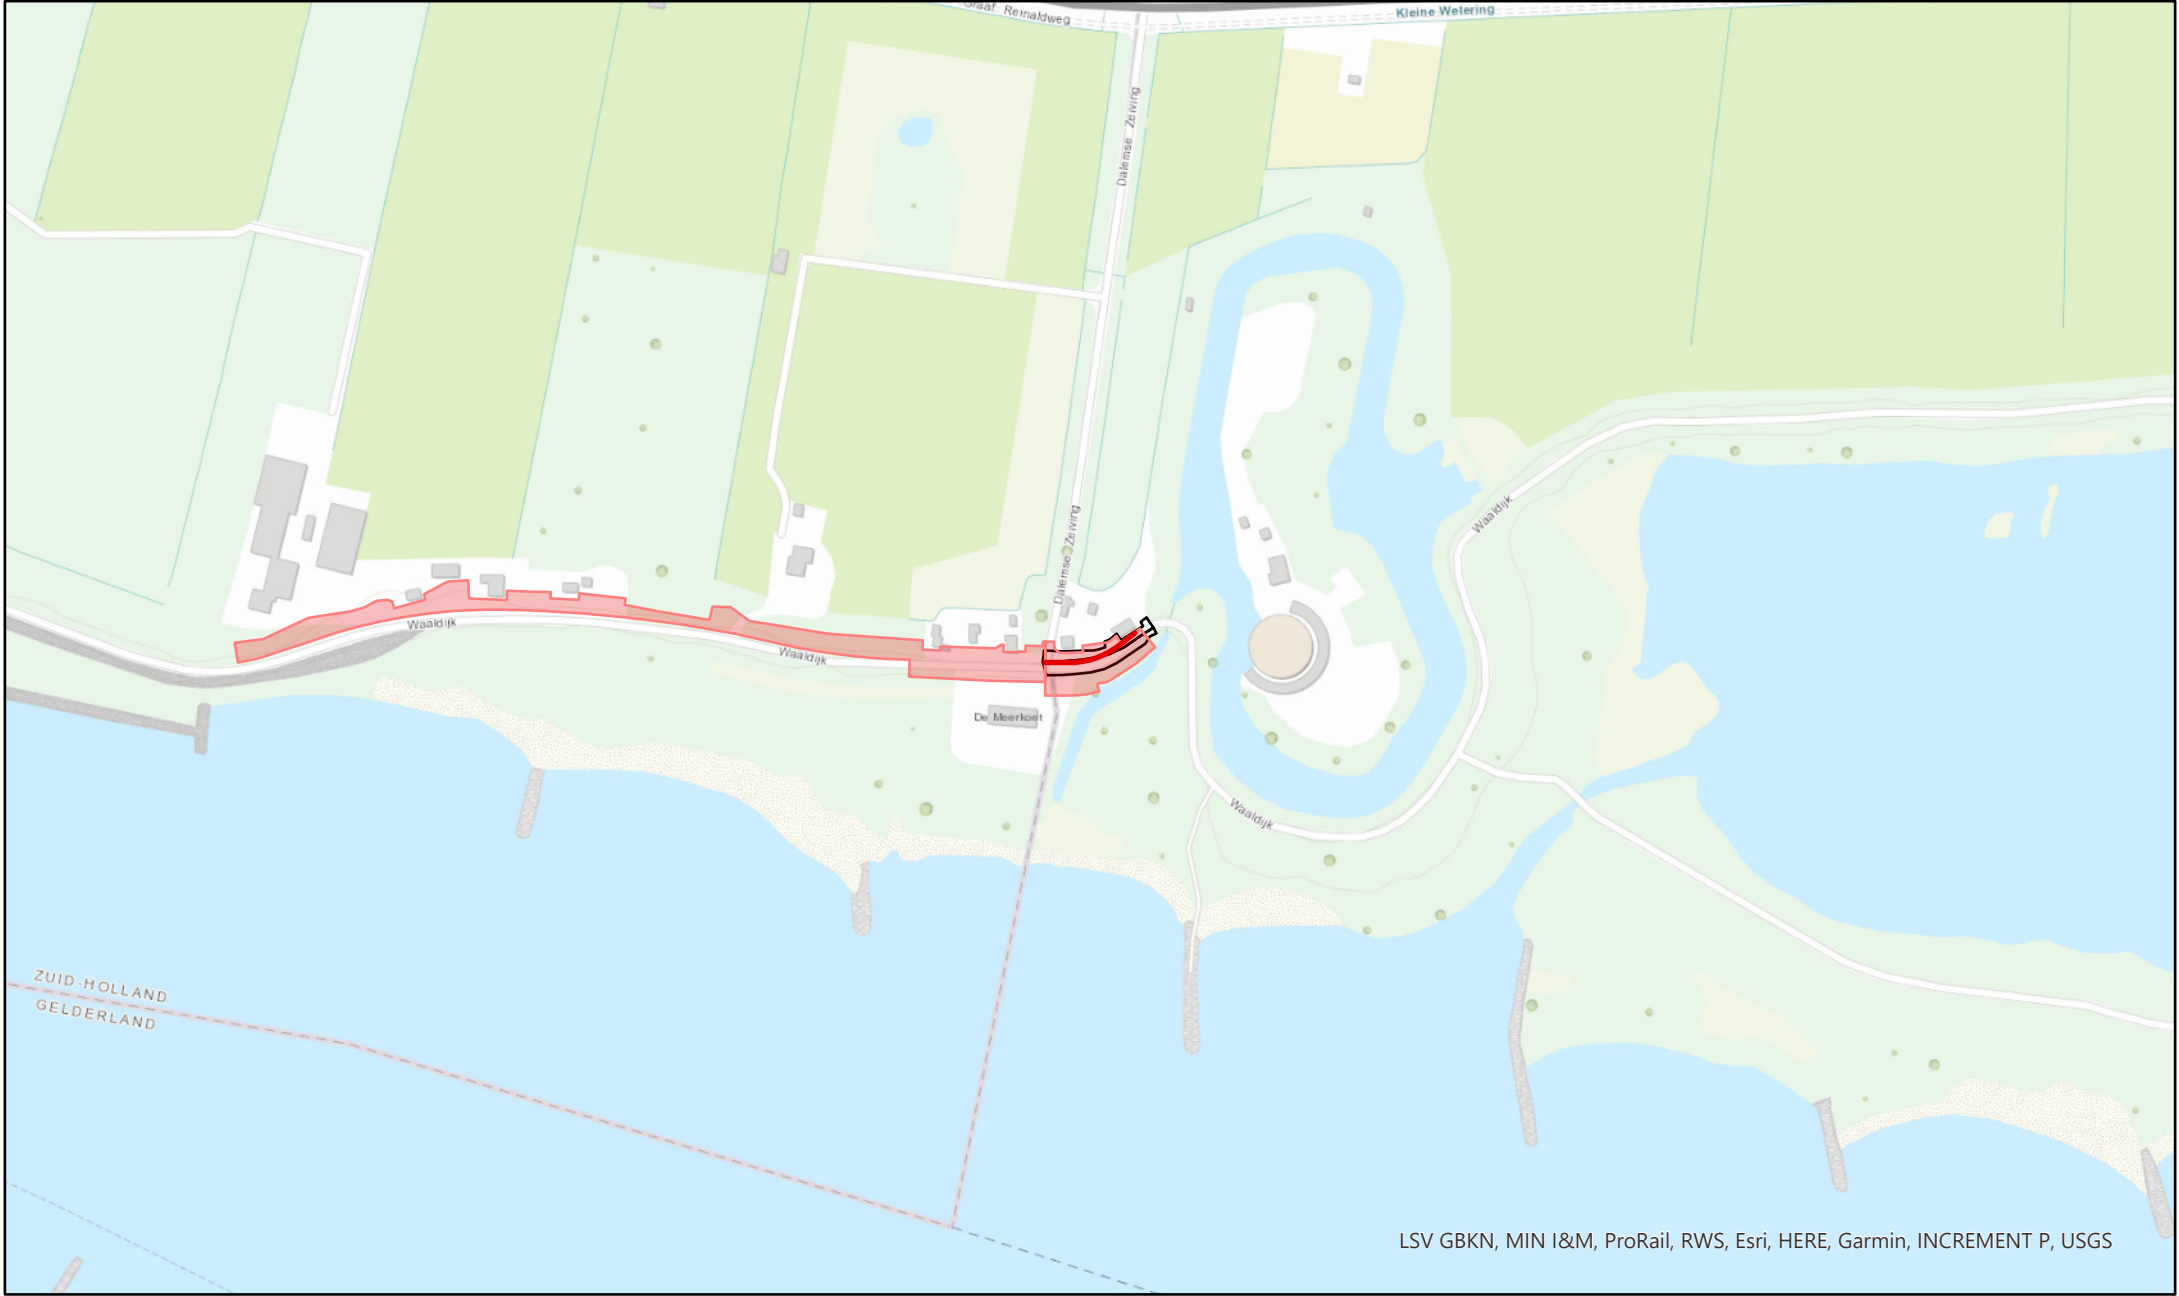 Graaf Reinaldweg
Kleine Wetering
Dalemse Zeiving
Waaldijk
Dalemse Zeiving
Waaldijk
Waaldijk
De Meerkoet
Waaldijk
ZUID-HOLLAND
GELDERLAND
LSV GBKN, MIN I&M, ProRail, RWS, Esri, HERE, Garmin, INCREMENT P, USGS